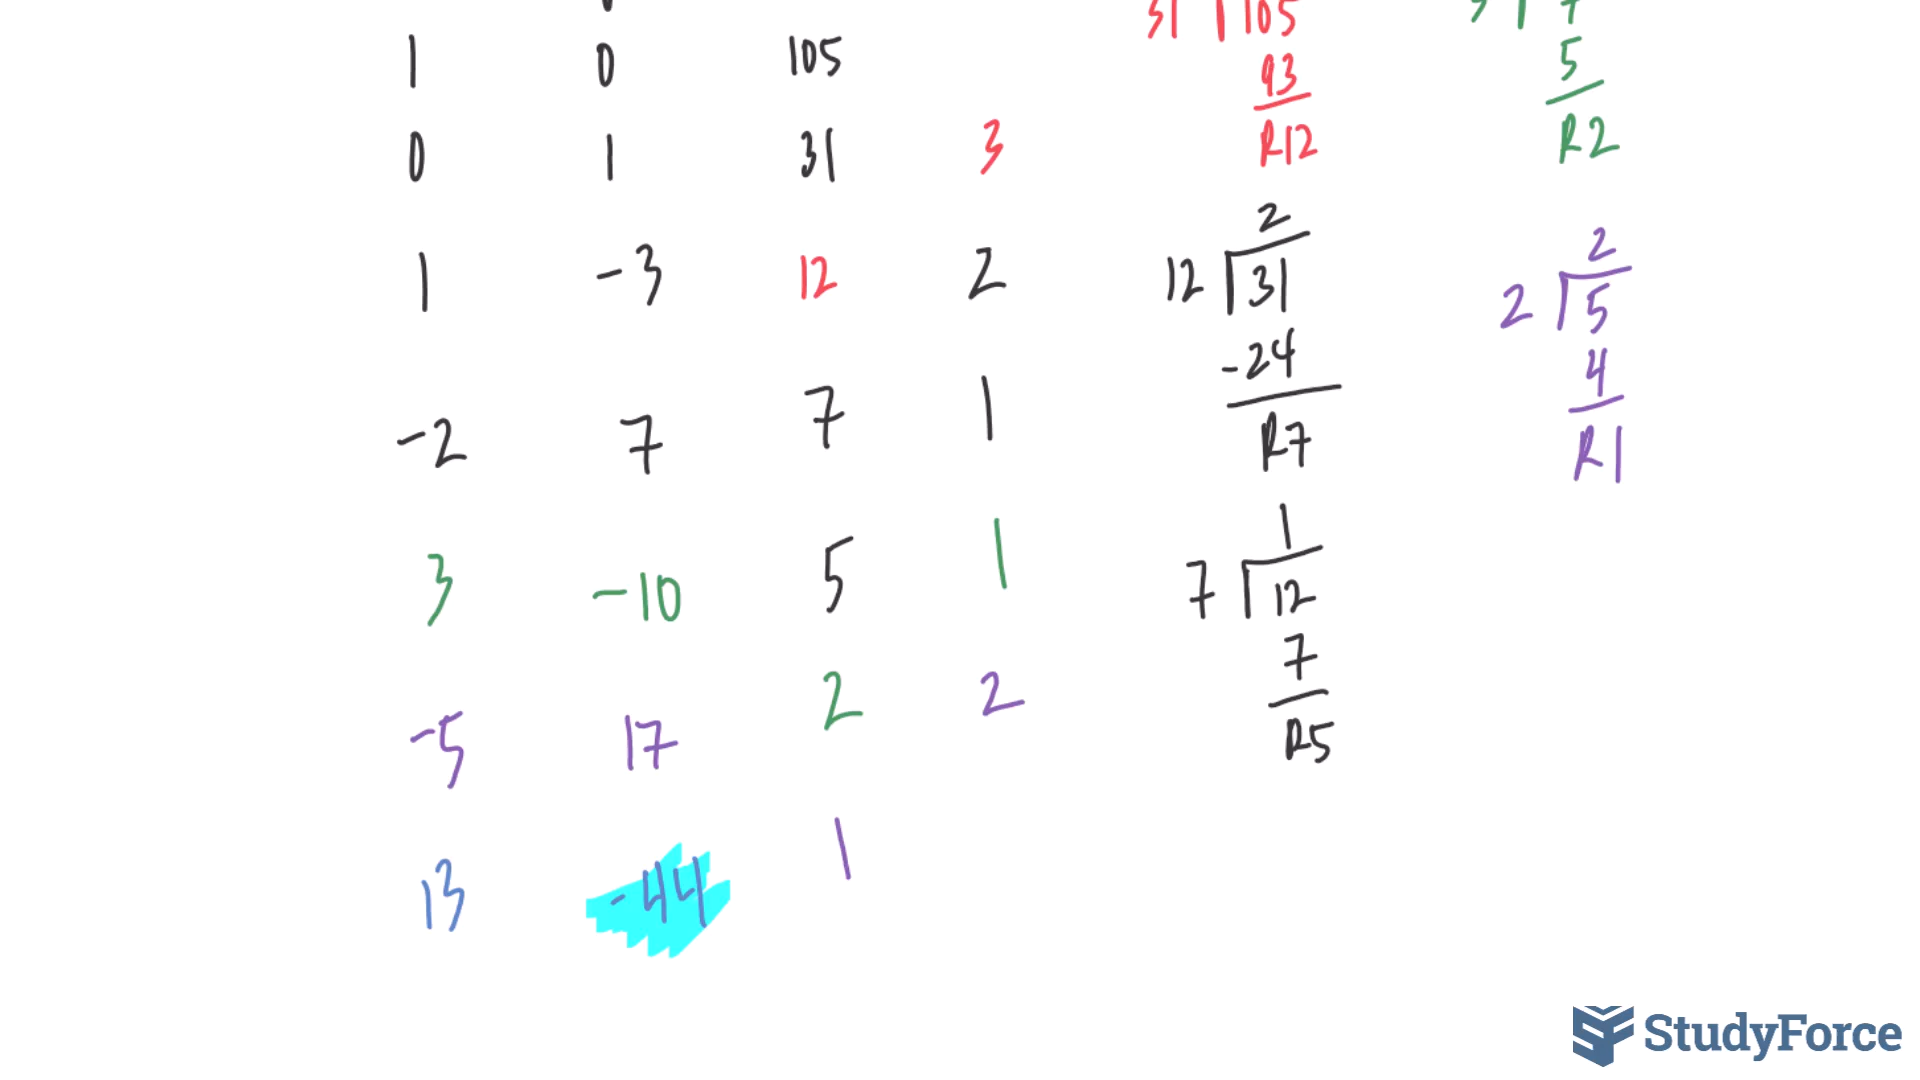 1 0 105
0 1 31 3
1 -3 12 2
-2 7 7 1
3 -10 5 1
-5 17 2 2
13 -44 1
31 105
93
R12
2
12 31
-24
R7
1
7 12
7
R5
5
R2
2
2 5
4
R1
StudyForce